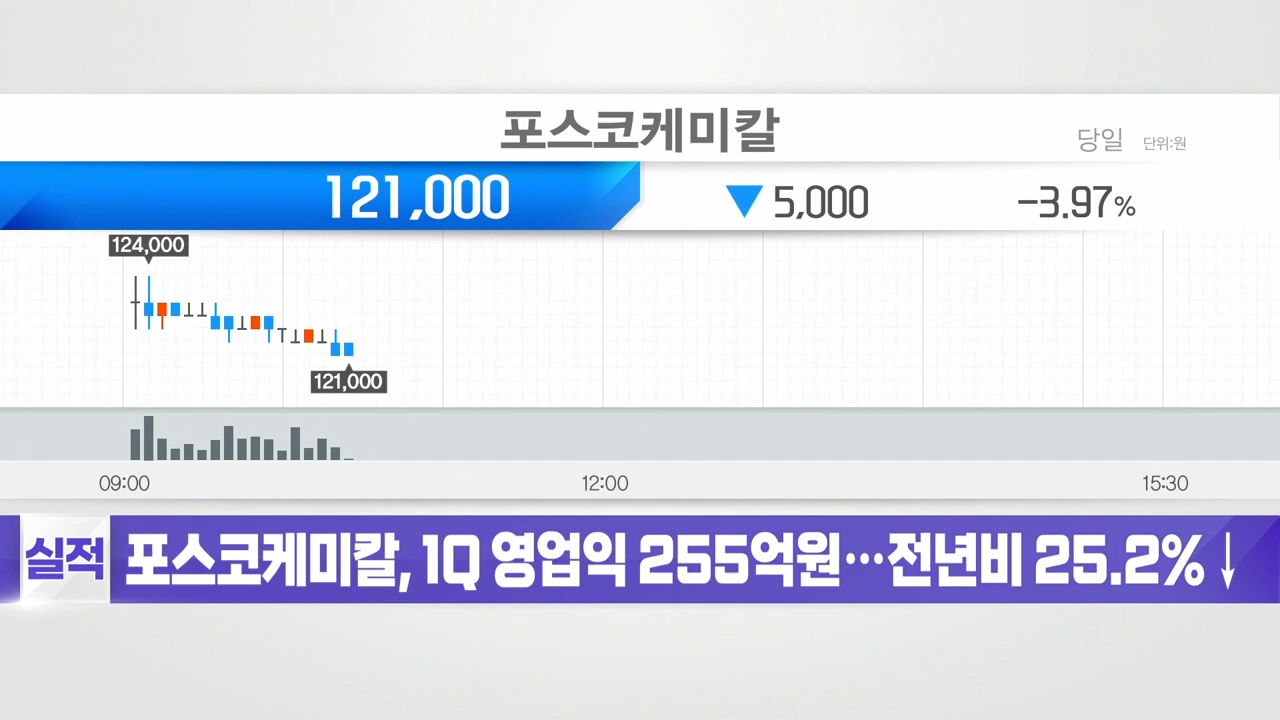 포스코케미칼
당일 단위:원
121,000 ▼ 5,000 -3.97%
124,000
121,000
09:00 12:00 15:30
실적 포스코케미칼, 1Q 영업익 255억원…전년비 25.2%↓